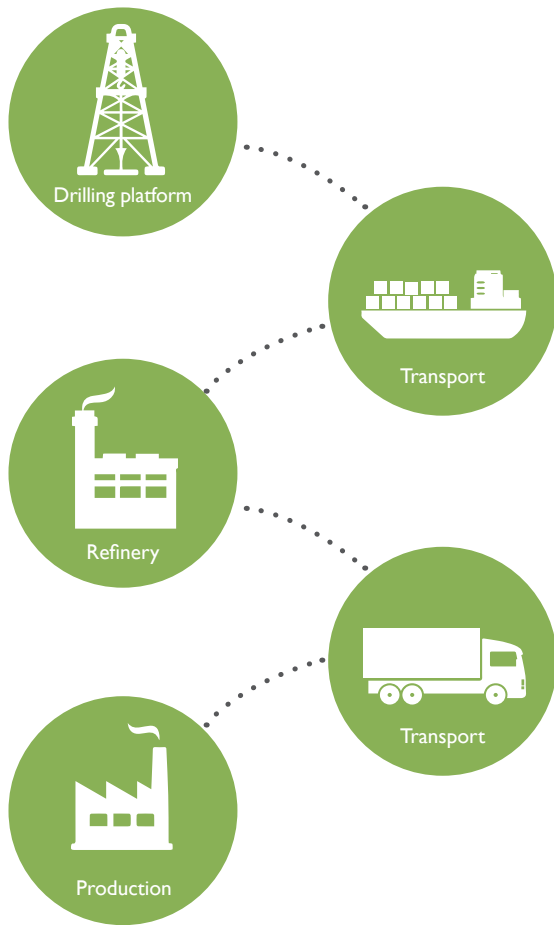 Drilling platform
Transport
Refinery
Transport
Production